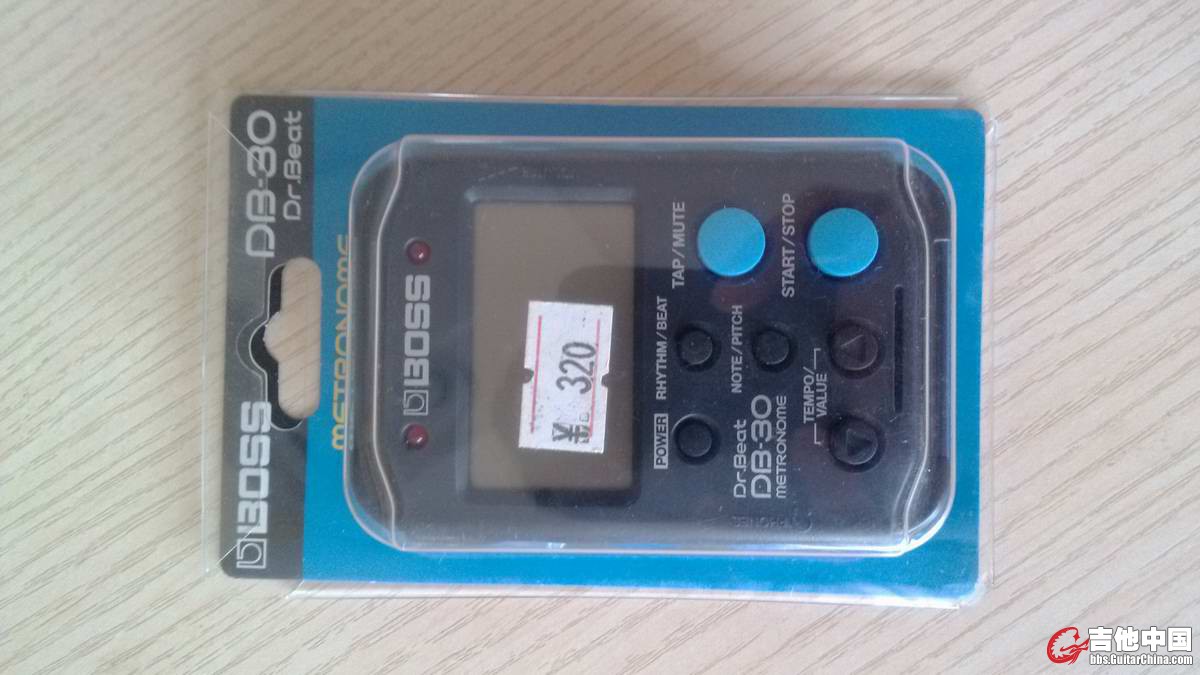 BOSS DB-30
Dr.Beat
METRONOME
BOSS
¥: 320
POWER
RHYTHM/BEAT
TAP/MUTE
NOTE/PITCH
START/STOP
Dr.Beat
DB-30
METRONOME
TEMPO/
VALUE
吉他中国
bbs.GuitarChina.com